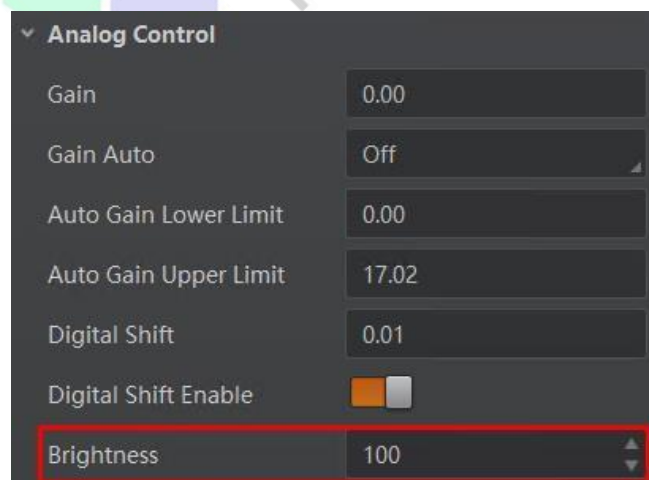 Analog Control
Gain 0.00
Gain Auto Off
Auto Gain Lower Limit 0.00
Auto Gain Upper Limit 17.02
Digital Shift 0.01
Digital Shift Enable
Brightness 100